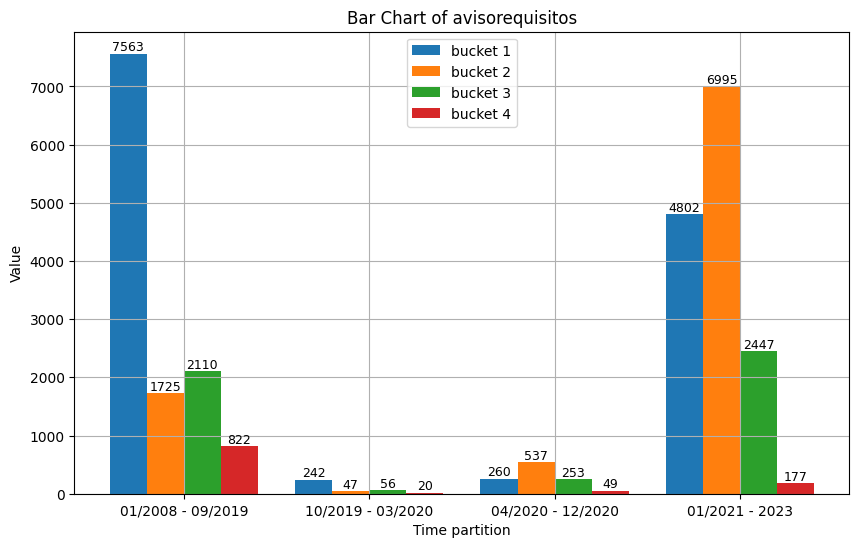 Bar Chart of avisorequisitos
bucket 1
bucket 2
bucket 3
bucket 4
Value
7000
6000
5000
4000
3000
2000
1000
0
7563
1725
2110
822
242
47
56
20
260
537
253
49
4802
6995
2447
177
01/2008 - 09/2019
10/2019 - 03/2020
04/2020 - 12/2020
01/2021 - 2023
Time partition